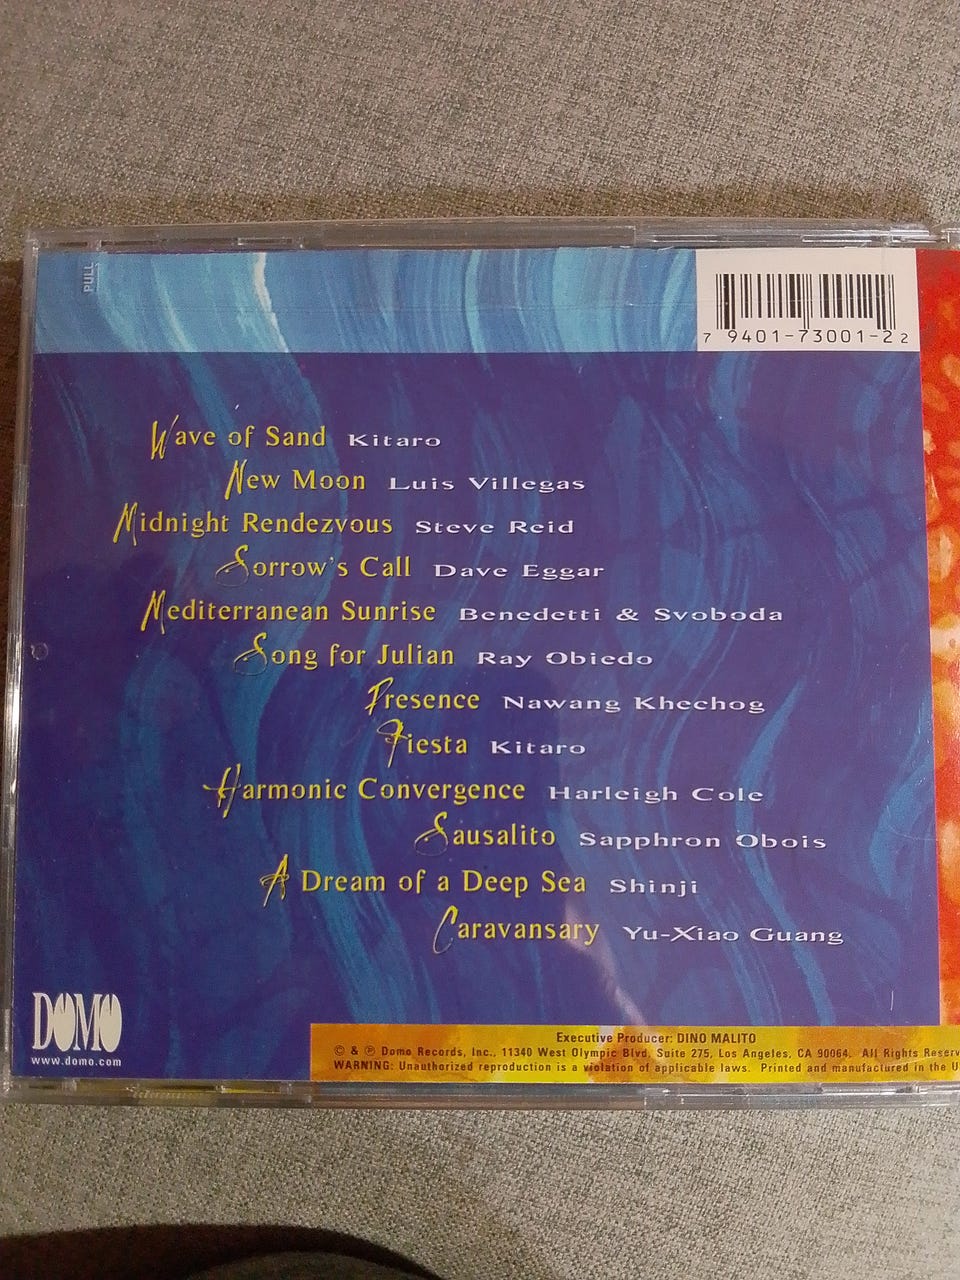 PULL
7 9401-73001-2 2
Wave of Sand Kitaro
New Moon Luis Villegas
Midnight Rendezvous Steve Reid
Sorrow's Call Dave Eggar
Mediterranean Sunrise Benedetti & Svoboda
Song for Julian Ray Obiedo
Presence Nawang Khechog
Fiesta Kitaro
Harmonic Convergence Harleigh Cole
Sausalito Sapphron Obois
A Dream of a Deep Sea Shinji
Caravansary Yu-Xiao Guang
DOMO
www.domo.com
Executive Producer: DINO MALITO
© & ℗ Domo Records, Inc., 11340 West Olympic Blvd, Suite 275, Los Angeles, CA 90064. All Rights
WARNING: Unauthorized reproduction is a violation of applicable laws. Printed and manufactured in the